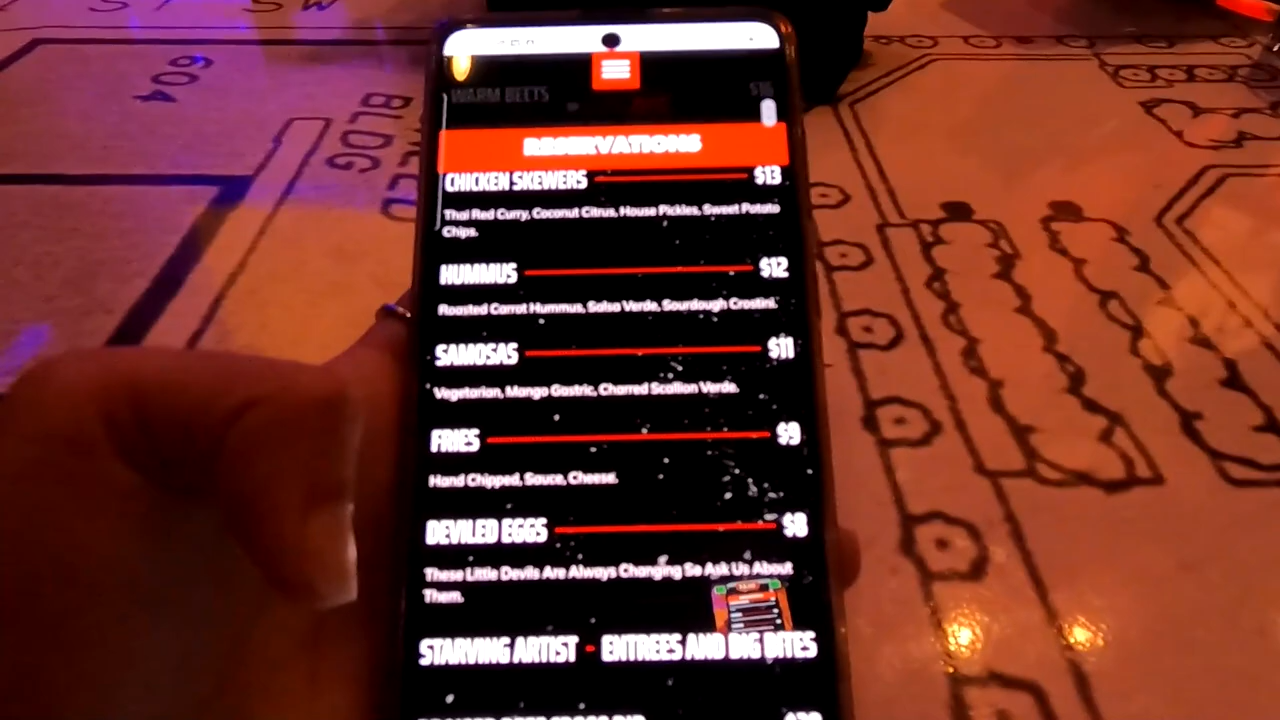 604
BLDG
WARM BEETS $16
RESERVATIONS
CHICKEN SKEWERS $13
Thai Red Curry, Coconut Citrus, House Pickles, Sweet Potato
Chips.
HUMMUS $12
Roasted Carrot Hummus, Salsa Verde, Sourdough Crostini.
SAMOSAS $11
Vegetarian, Mango Gastric, Charred Scallion Verde.
FRIES $9
Hand Chipped, Sauce, Cheese.
DEVILED EGGS $8
These Little Devils Are Always Changing So Ask Us About
Them.
STARVING ARTIST - ENTREES AND BIG BITES